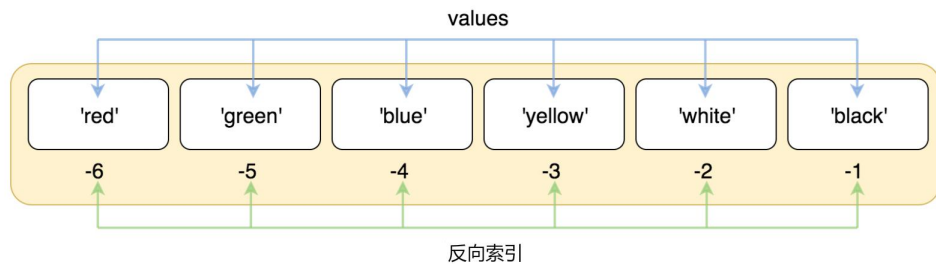 values
'red' 'green' 'blue' 'yellow' 'white' 'black'
-6 -5 -4 -3 -2 -1
反向索引